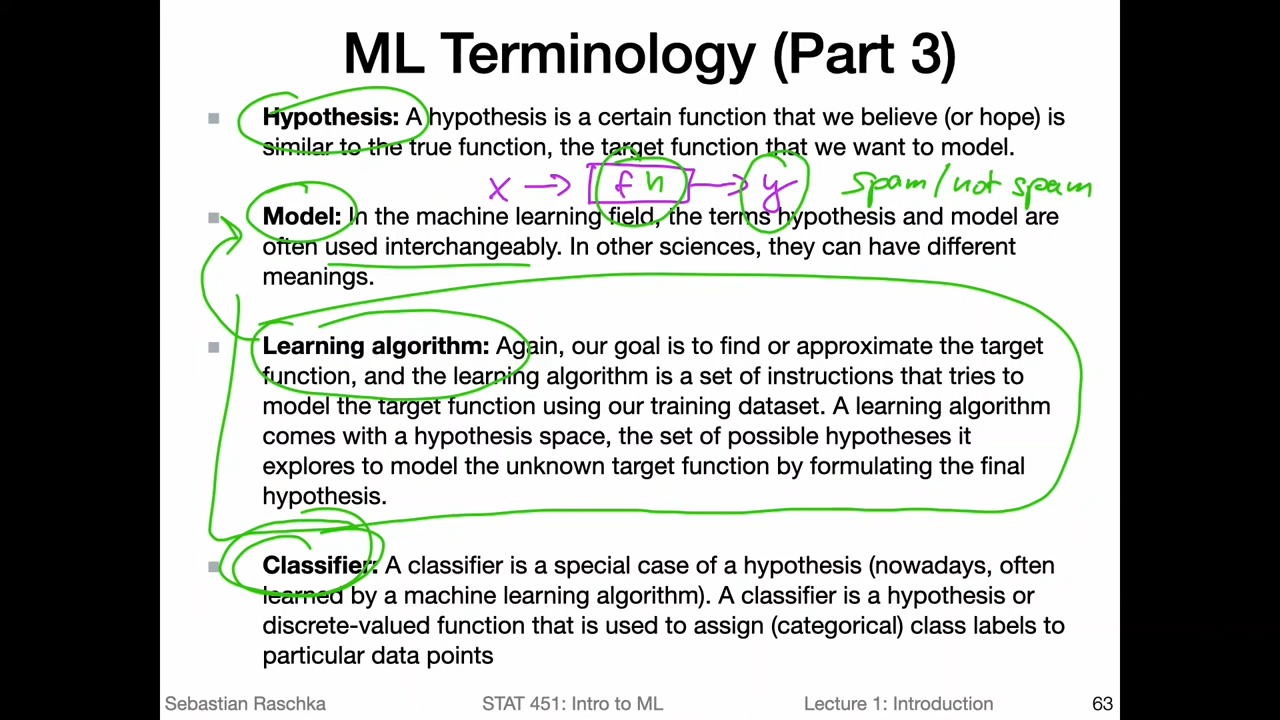 ML Terminology (Part 3)
Hypothesis: A hypothesis is a certain function that we believe (or hope) is
similar to the true function, the target function that we want to model.
x → f h → y spam/not spam
Model: In the machine learning field, the terms hypothesis and model are
often used interchangeably. In other sciences, they can have different
meanings.
Learning algorithm: Again, our goal is to find or approximate the target
function, and the learning algorithm is a set of instructions that tries to
model the target function using our training dataset. A learning algorithm
comes with a hypothesis space, the set of possible hypotheses it
explores to model the unknown target function by formulating the final
hypothesis.
Classifier: A classifier is a special case of a hypothesis (nowadays, often
learned by a machine learning algorithm). A classifier is a hypothesis or
discrete-valued function that is used to assign (categorical) class labels to
particular data points
Sebastian Raschka STAT 451: Intro to ML Lecture 1: Introduction 63